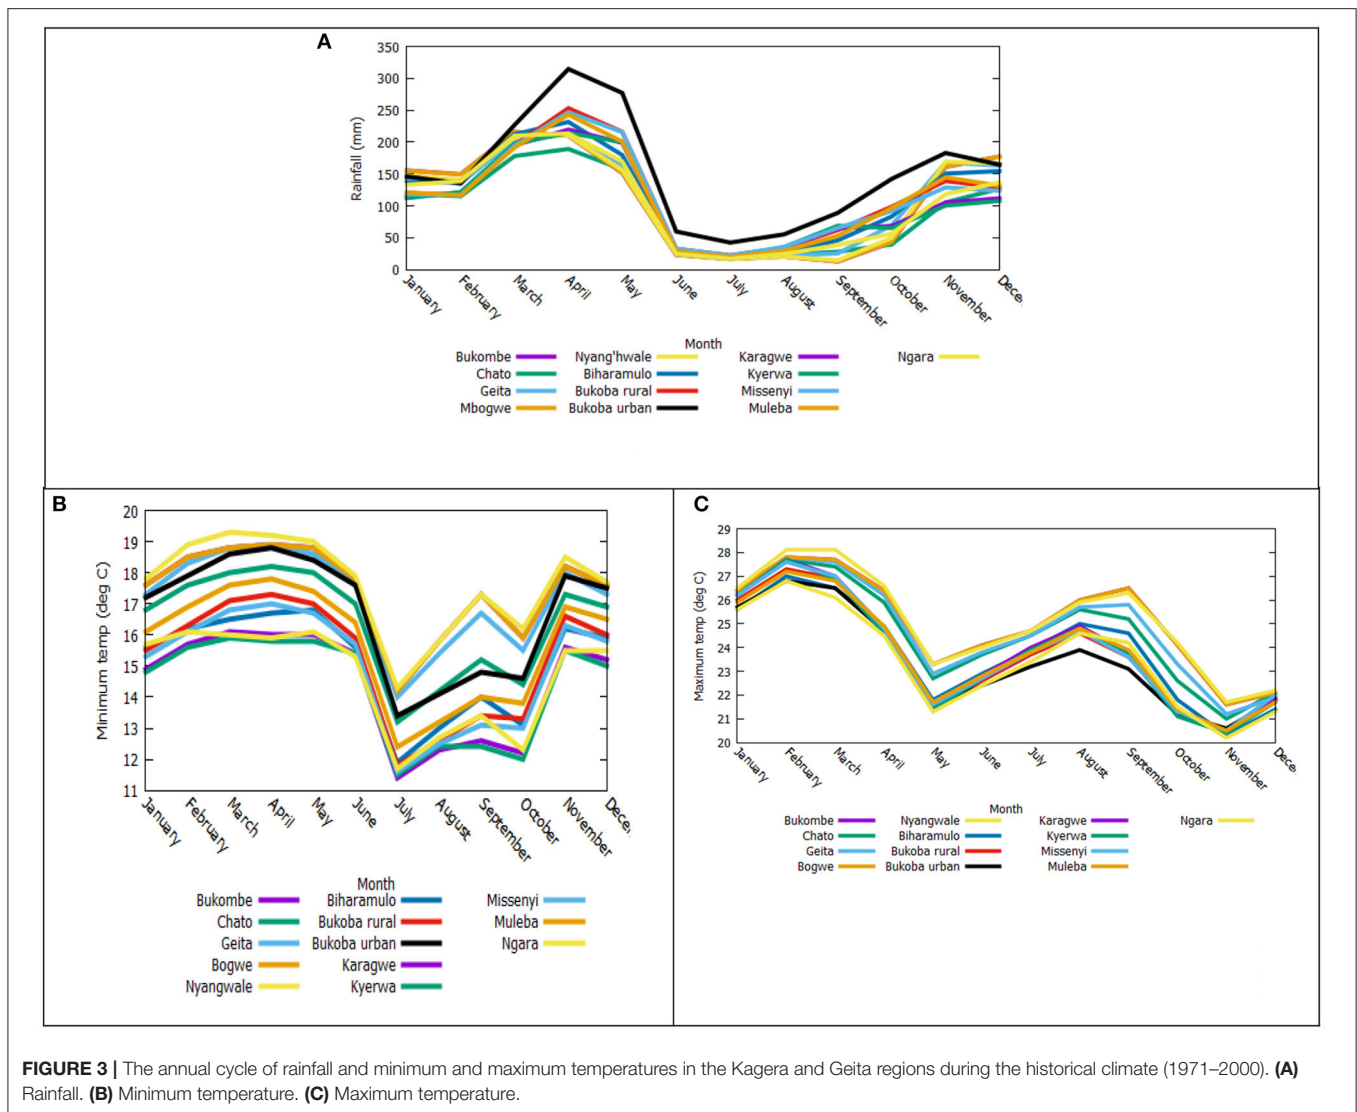 A
350
300
250
200
150
100
50
0
Rainfall (mm)
January February March April May June July August September October November Dece.
Month
Bukombe Nyang'hwale Karagwe Ngara
Chato Biharamulo Kyerwa
Geita Bukoba rural Missenyi
Mbogwe Bukoba urban Muleba
B
20
19
18
17
16
15
14
13
12
11
Minimum temp (deg C)
January February March April May June July August September October November Dece.
Month
Bukombe Biharamulo Missenyi
Chato Bukoba rural Muleba
Geita Bukoba urban Ngara
Bogwe Karagwe
Nyangwale Kyerwa
C
29
28
27
26
25
24
23
22
21
20
Maximum temp (deg C)
January February March April May June July August September October November Dece.
Month
Bukombe Nyangwale Karagwe Ngara
Chato Biharamulo Kyerwa
Geita Bukoba rural Missenyi
Bogwe Bukoba urban Muleba
FIGURE 3 | The annual cycle of rainfall and minimum and maximum temperatures in the Kagera and Geita regions during the historical climate (1971–2000). (A)
Rainfall. (B) Minimum temperature. (C) Maximum temperature.